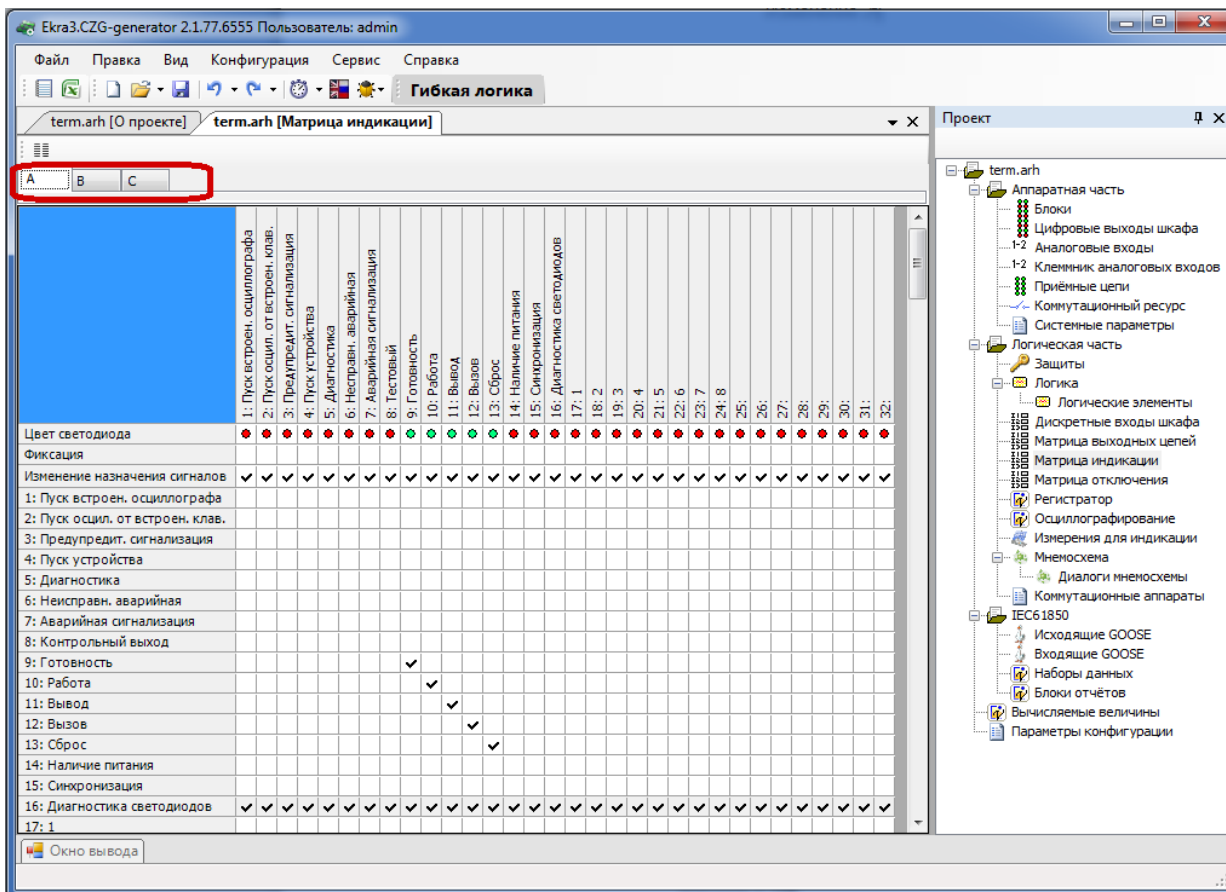 Ekra3.CZG-generator 2.1.77.6555 Пользователь: admin
Файл Правка Вид Конфигурация Сервис Справка
Гибкая логика
term.arh [О проекте] term.arh [Матрица индикации]
A B C
1: Пуск встроен. осциллографа
2: Пуск осцил. от встроен. клав.
3: Предупредит. сигнализация
4: Пуск устройства
5: Диагностика
6: Несправн. аварийная
7: Аварийная сигнализация
8: Тестовый
9: Готовность
10: Работа
11: Вывод
12: Вызов
13: Сброс
14: Наличие питания
15: Синхронизация
16: Диагностика светодиодов
17: 1
18: 2
19: 3
20: 4
21: 5
22: 6
23: 7
24: 8
25:
26:
27:
28:
29:
30:
31:
32:
Цвет светодиода
Фиксация
Изменение назначения сигналов
1: Пуск встроен. осциллографа
2: Пуск осцил. от встроен. клав.
3: Предупредит. сигнализация
4: Пуск устройства
5: Диагностика
6: Неисправн. аварийная
7: Аварийная сигнализация
8: Контрольный выход
9: Готовность
10: Работа
11: Вывод
12: Вызов
13: Сброс
14: Наличие питания
15: Синхронизация
16: Диагностика светодиодов
17: 1
Окно вывода
Проект
term.arh
Аппаратная часть
Блоки
Цифровые выходы шкафа
1-2 Аналоговые входы
1-2 Клеммник аналоговых входов
Приёмные цепи
Коммутационный ресурс
Системные параметры
Логическая часть
Защиты
Логика
Логические элементы
Дискретные входы шкафа
Матрица выходных цепей
Матрица индикации
Матрица отключения
Регистратор
Осциллографирование
Измерения для индикации
Мнемосхема
Диалоги мнемосхемы
Коммутационные аппараты
IEC61850
Исходящие GOOSE
Входящие GOOSE
Наборы данных
Блоки отчётов
Вычисляемые величины
Параметры конфигурации